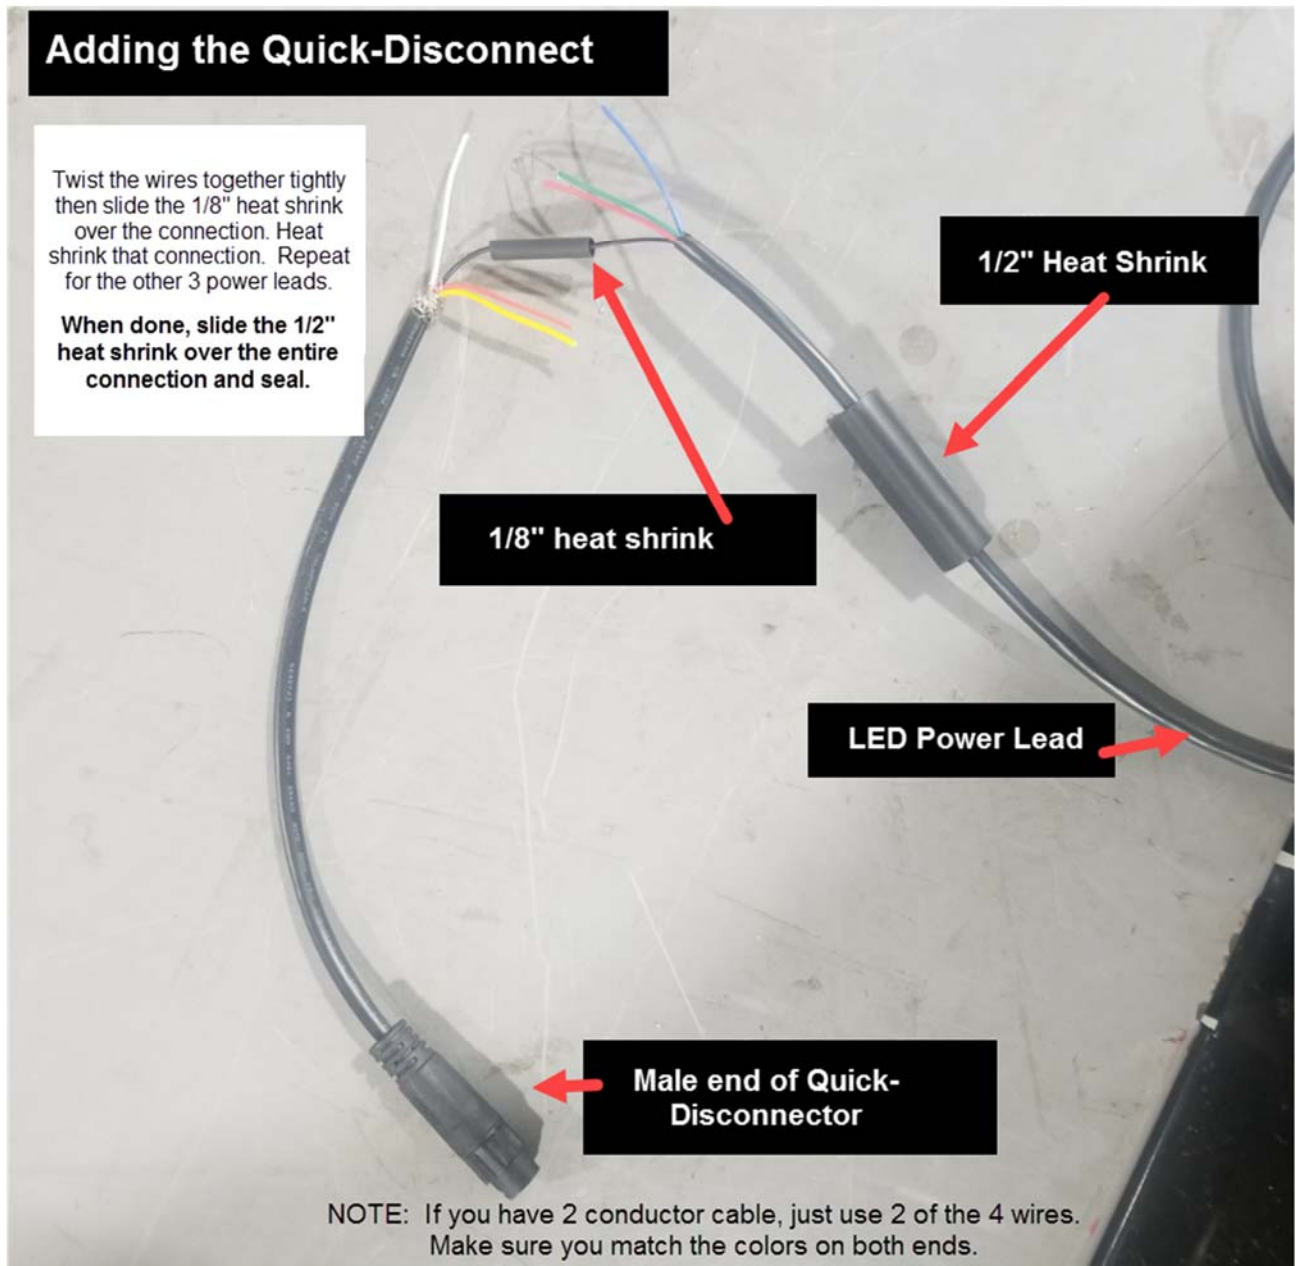 Adding the Quick-Disconnect
Twist the wires together tightly
then slide the 1/8" heat shrink
over the connection. Heat
shrink that connection.  Repeat
for the other 3 power leads.
When done, slide the 1/2"
heat shrink over the entire
connection and seal.
1/2" Heat Shrink
1/8" heat shrink
LED Power Lead
Male end of Quick-
Disconnector
NOTE:  If you have 2 conductor cable, just use 2 of the 4 wires.
Make sure you match the colors on both ends.